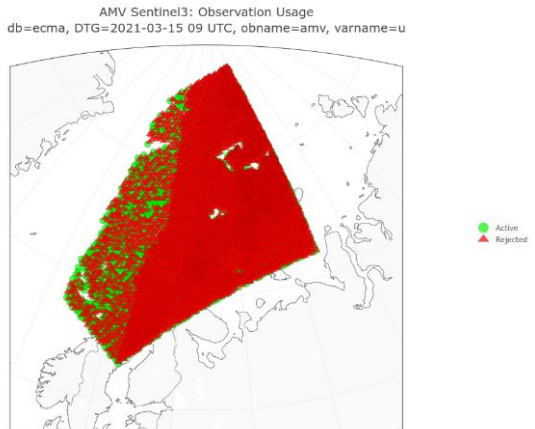 AMV Sentinel3: Observation Usage
db=ecma, DTG=2021-03-15 09 UTC, obname=amv, varname=u
Active
Rejected